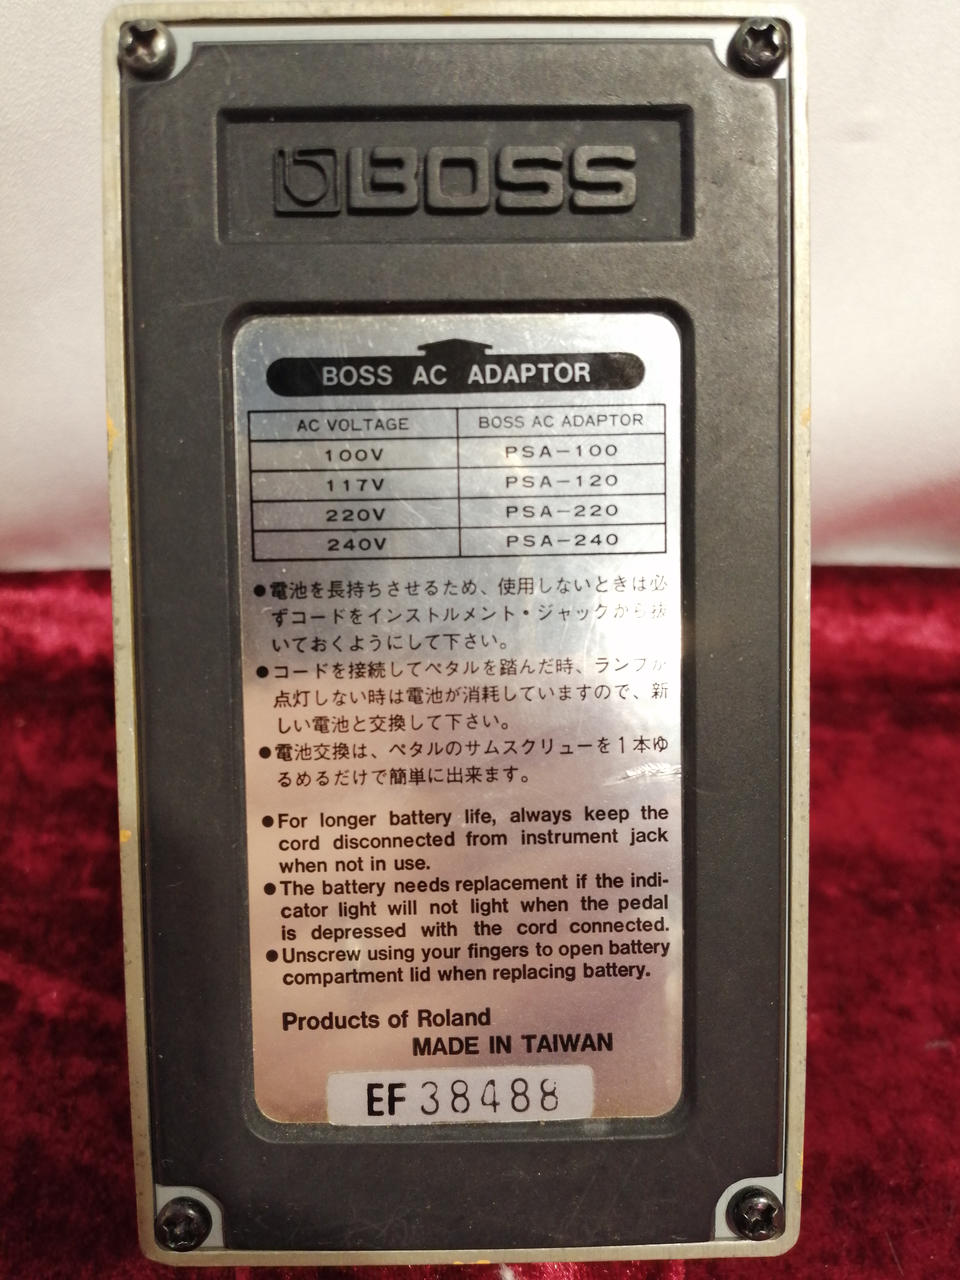 BOSS
BOSS AC ADAPTOR
AC VOLTAGE BOSS AC ADAPTOR
100V PSA-100
117V PSA-120
220V PSA-220
240V PSA-240
●電池を長持ちさせるため、使用しないときは必
ずコードをインストルメント・ジャックから抜
いておくようにして下さい。
●コードを接続してペタルを踏んだ時、ランプが
点灯しない時は電池が消耗していますので、新
しい電池と交換して下さい。
●電池交換は、ペタルのサムスクリューを1本ゆ
るめるだけで簡単に出来ます。
●For longer battery life, always keep the
cord disconnected from instrument jack
when not in use.
●The battery needs replacement if the indi-
cator light will not light when the pedal
is depressed with the cord connected.
●Unscrew using your fingers to open battery
compartment lid when replacing battery.
Products of Roland
MADE IN TAIWAN
EF 38488